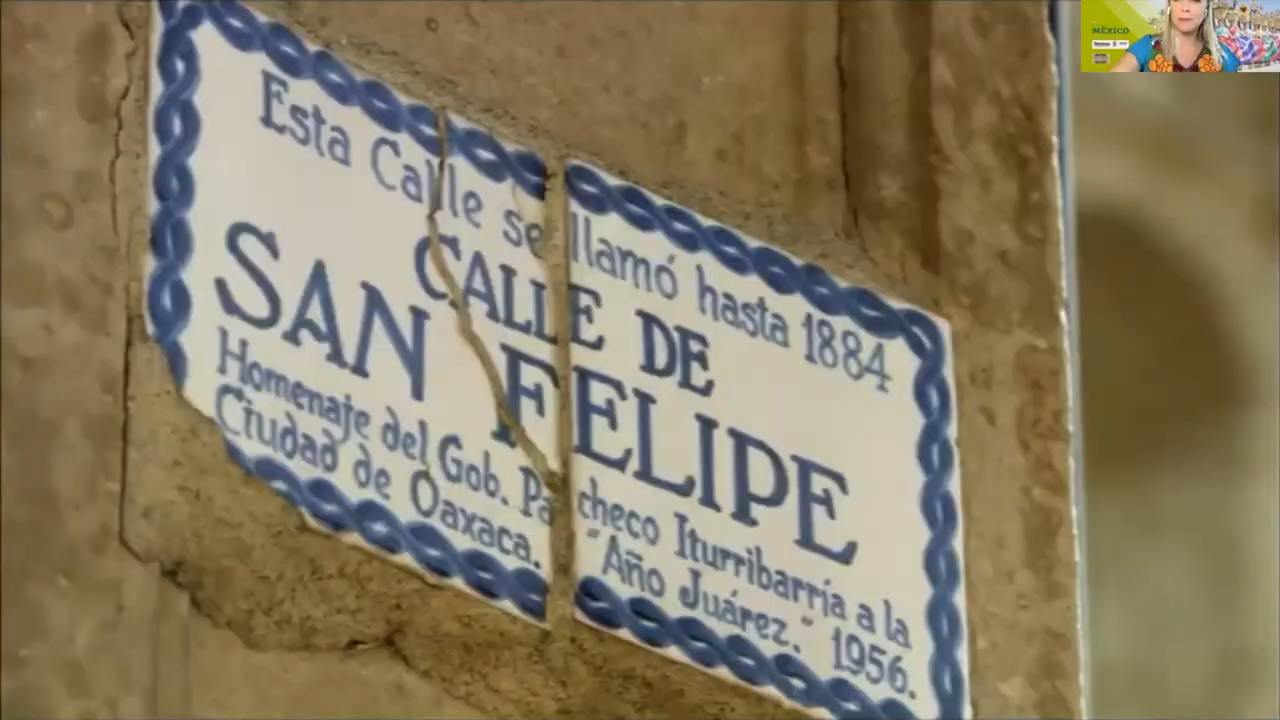 Esta Calle se llamó hasta 1884
CALLE DE
SAN FELIPE
Homenaje del Gob. Pacheco Iturribarría a la
Ciudad de Oaxaca. "Año Juárez." 1956.
MÉXICO